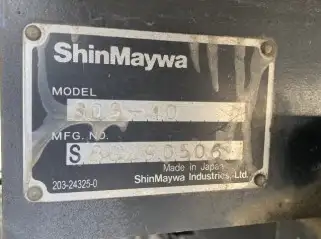 ShinMaywa
MODEL
MFG. NO.
S
Made in Japan
203-24325-0
ShinMaywa Industries, Ltd.